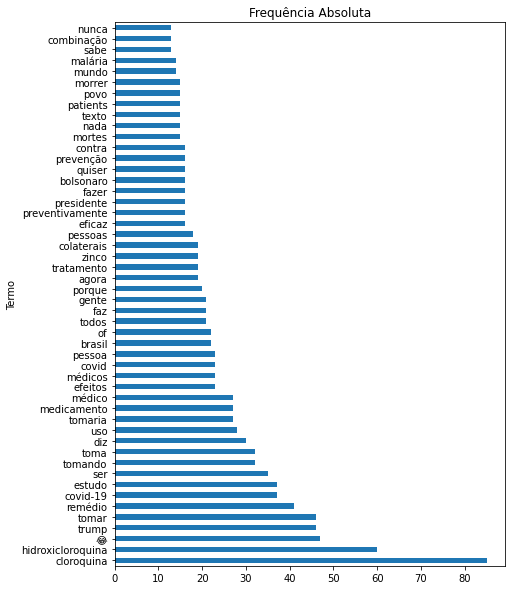 Frequência Absoluta
nunca
combinação
sabe
malária
mundo
morrer
povo
patients
texto
nada
mortes
contra
prevenção
quiser
bolsonaro
fazer
presidente
preventivamente
eficaz
pessoas
colaterais
zinco
tratamento
agora
porque
gente
faz
todos
of
brasil
pessoa
covid
médicos
efeitos
médico
medicamento
tomaria
uso
diz
toma
tomando
ser
estudo
covid-19
remédio
tomar
trump
hidroxicloroquina
cloroquina
Termo
0 10 20 30 40 50 60 70 80